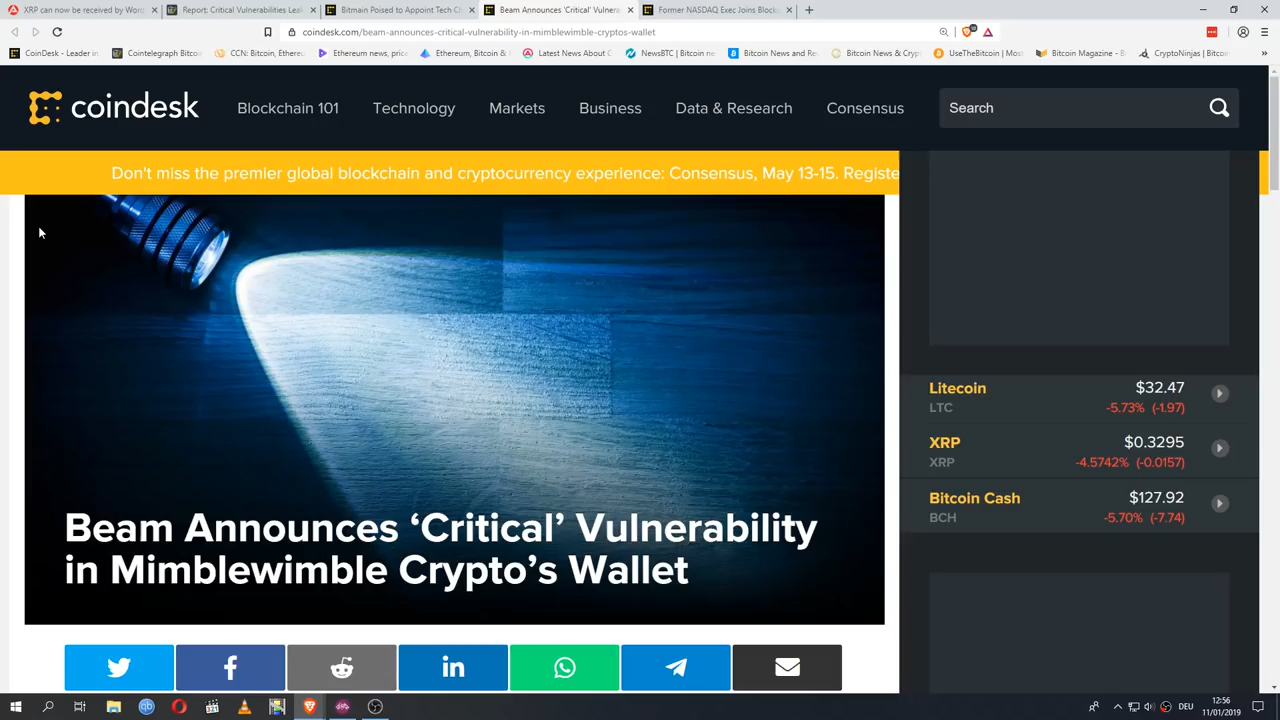 XRP can now be received by Word
Report: Critical Vulnerabilities Leak
Bitmain Poised to Appoint Tech Ch
Beam Announces 'Critical' Vulnera
Former NASDAQ Exec Joins Blocks
coindesk.com/beam-announces-critical-vulnerability-in-mimblewimble-cryptos-wallet
CoinDesk - Leader in
Cointelegraph Bitcoi
CCN: Bitcoin, Ethereu
Ethereum news, price
Ethereum, Bitcoin &
Latest News About C
NewsBTC | Bitcoin ne
Bitcoin News and Re
Bitcoin News & Cryp
UseTheBitcoin | Mos
Bitcoin Magazine - B
CryptoNinjas | Bitcoi
coindesk
Blockchain 101
Technology
Markets
Business
Data & Research
Consensus
Search
Don't miss the premier global blockchain and cryptocurrency experience: Consensus, May 13-15. Registe
Beam Announces ‘Critical’ Vulnerability
in Mimblewimble Crypto’s Wallet
Litecoin $32.47
LTC -5.73% (-1.97)
XRP $0.3295
XRP -4.5742% (-0.0157)
Bitcoin Cash $127.92
BCH -5.70% (-7.74)
DEU
12:56
11/01/2019